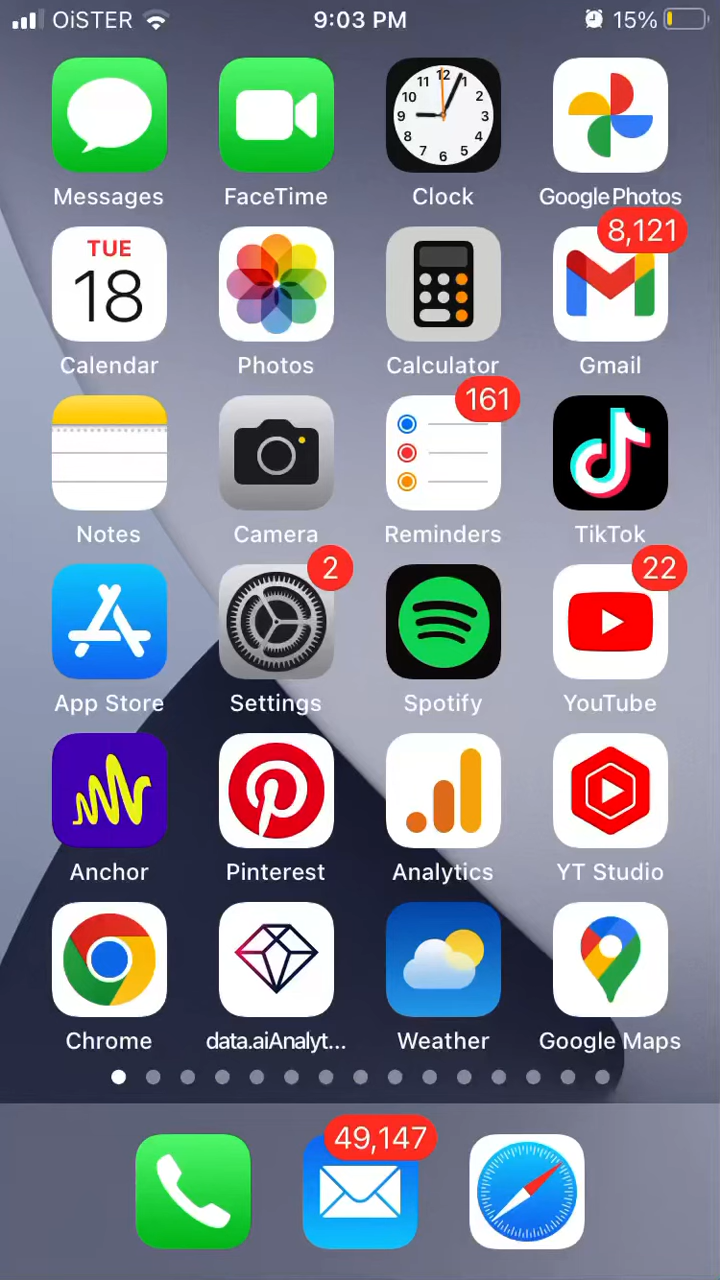 OiSTER 9:03 PM 15%
12
11 1
10 2
9 3
8 4
7 5
6
Messages FaceTime Clock Google Photos
TUE 8,121
18
Calendar Photos Calculator Gmail
161
Notes Camera Reminders TikTok
2 22
App Store Settings Spotify YouTube
Anchor Pinterest Analytics YT Studio
Chrome data.aiAnalyt... Weather Google Maps
49,147